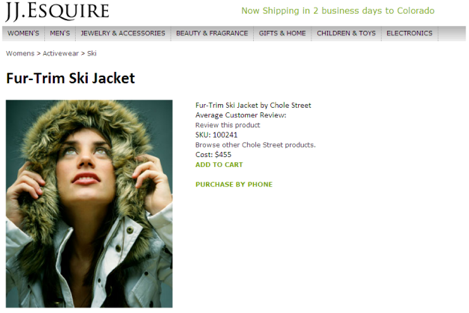 JJ.ESQUIRE
Now Shipping in 2 business days to Colorado
WOMEN'S MEN'S JEWELRY & ACCESSORIES BEAUTY & FRAGRANCE GIFTS & HOME CHILDREN & TOYS ELECTRONICS
Womens > Activewear > Ski
Fur-Trim Ski Jacket
Fur-Trim Ski Jacket by Chole Street
Average Customer Review:
Review this product
SKU: 100241
Browse other Chole Street products.
Cost: $455
ADD TO CART
PURCHASE BY PHONE